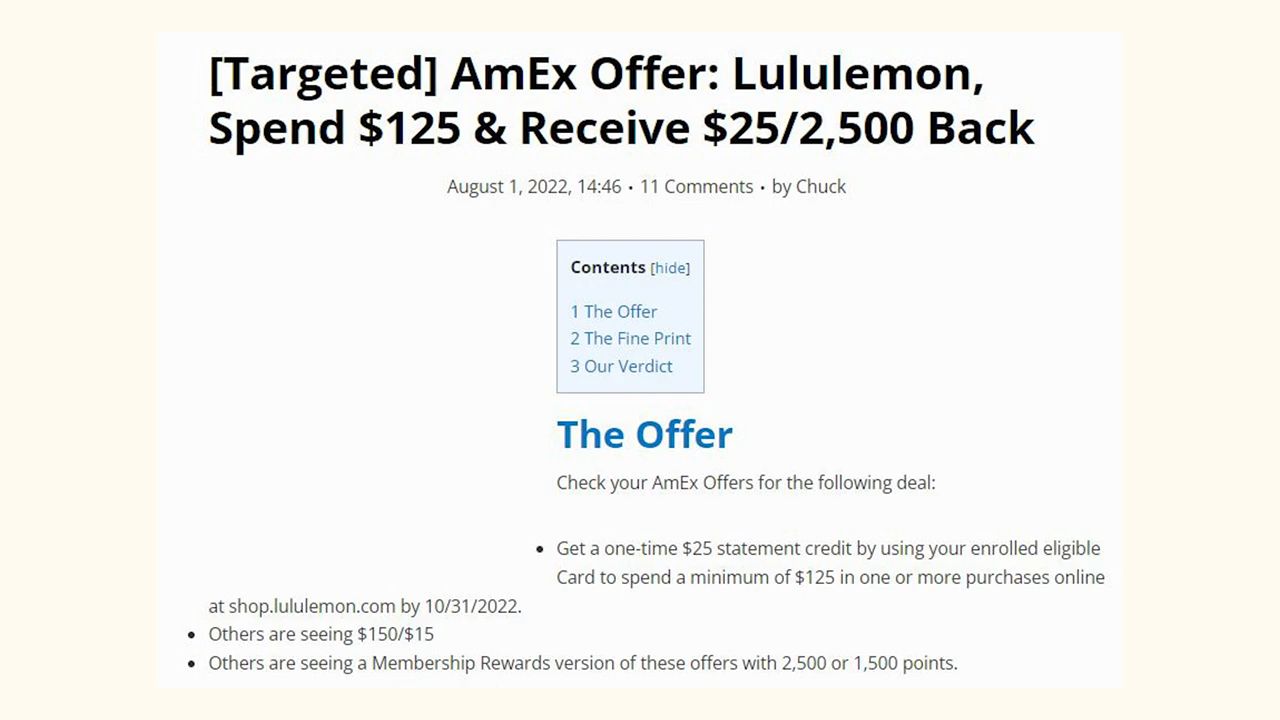 [Targeted] AmEx Offer: Lululemon,
Spend $125 & Receive $25/2,500 Back
August 1, 2022, 14:46 • 11 Comments • by Chuck
Contents [hide]
1 The Offer
2 The Fine Print
3 Our Verdict
The Offer
Check your AmEx Offers for the following deal:
• Get a one-time $25 statement credit by using your enrolled eligible
Card to spend a minimum of $125 in one or more purchases online
at shop.lululemon.com by 10/31/2022.
• Others are seeing $150/$15
• Others are seeing a Membership Rewards version of these offers with 2,500 or 1,500 points.